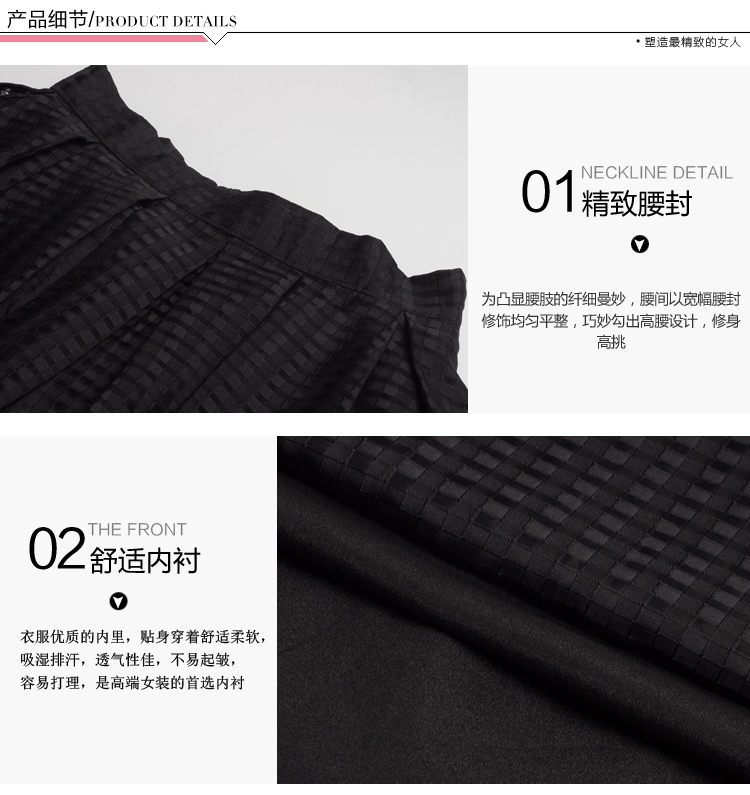 产品细节/PRODUCT DETAILS
• 塑造最精致的女人
01
NECKLINE DETAIL
精致腰封
为凸显腰肢的纤细曼妙，腰间以宽幅腰封
修饰均匀平整，巧妙勾出高腰设计，修身
高挑
02
THE FRONT
舒适内衬
衣服优质的内里，贴身穿着舒适柔软，
吸湿排汗，透气性佳，不易起皱，
容易打理，是高端女装的首选内衬